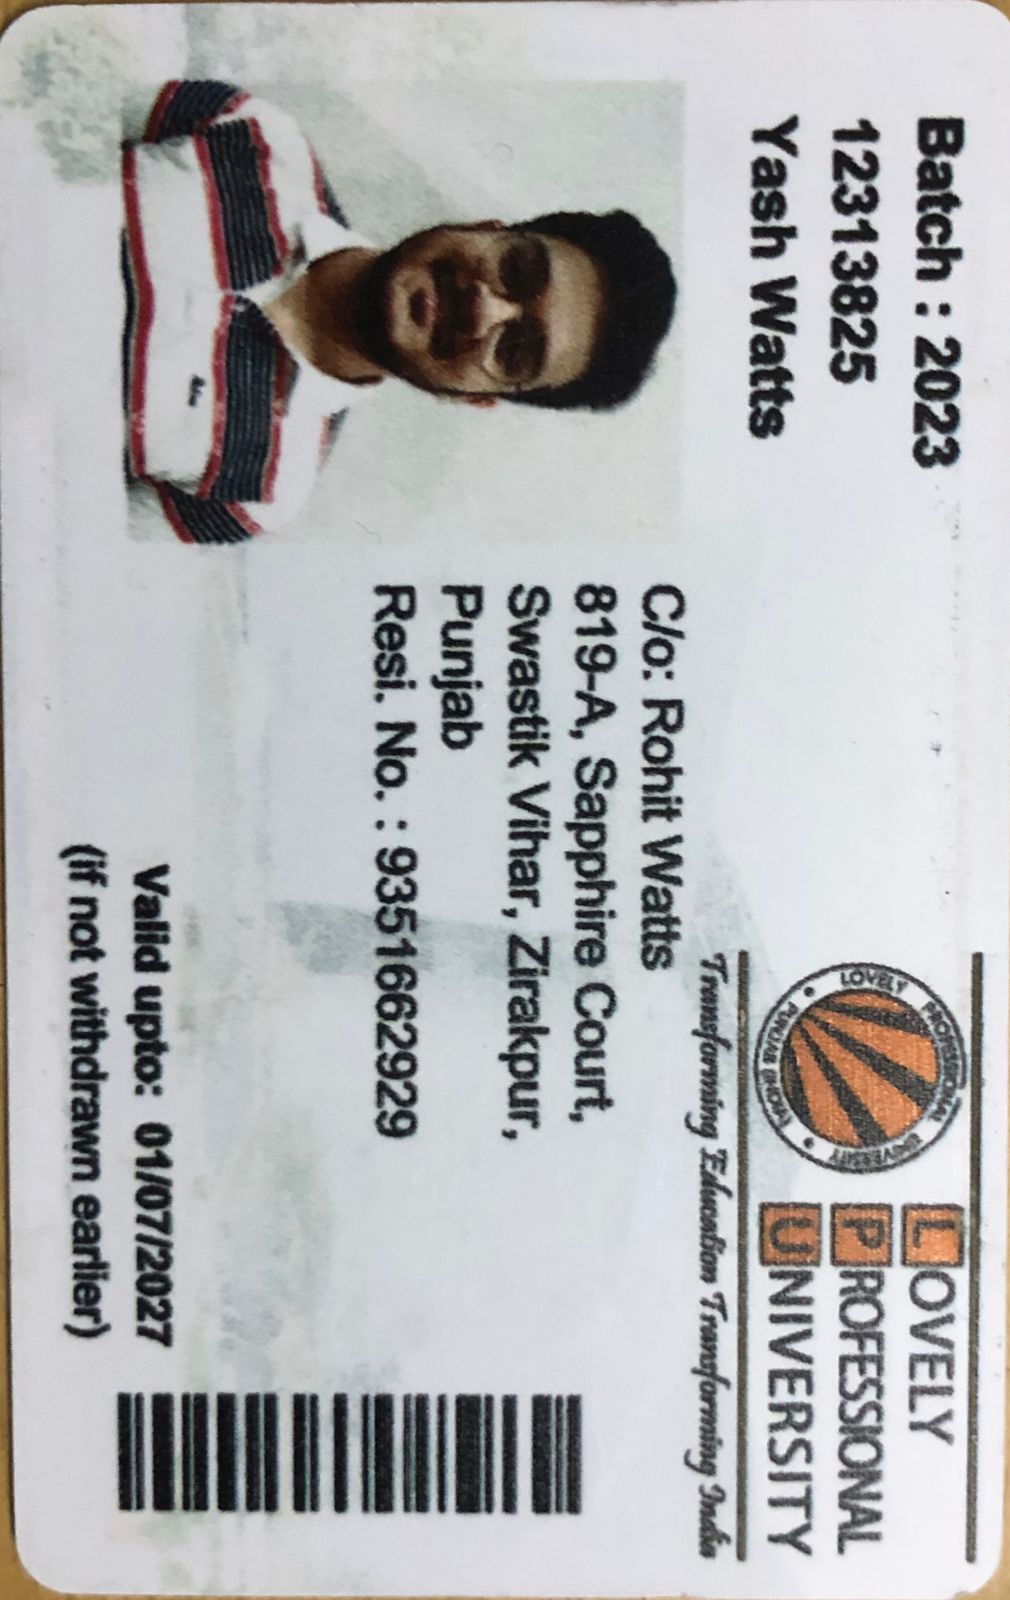 Batch : 2023
12313825
Yash Watts
LOVELY PROFESSIONAL UNIVERSITY
PUNJAB (INDIA)
LOVELY
PROFESSIONAL
UNIVERSITY
Transforming Education Transforming India
C/o: Rohit Watts
819-A, Sapphire Court,
Swastik Vihar, Zirakpur,
Punjab
Resi. No. : 9351662929
Valid upto: 01/07/2027
(if not withdrawn earlier)